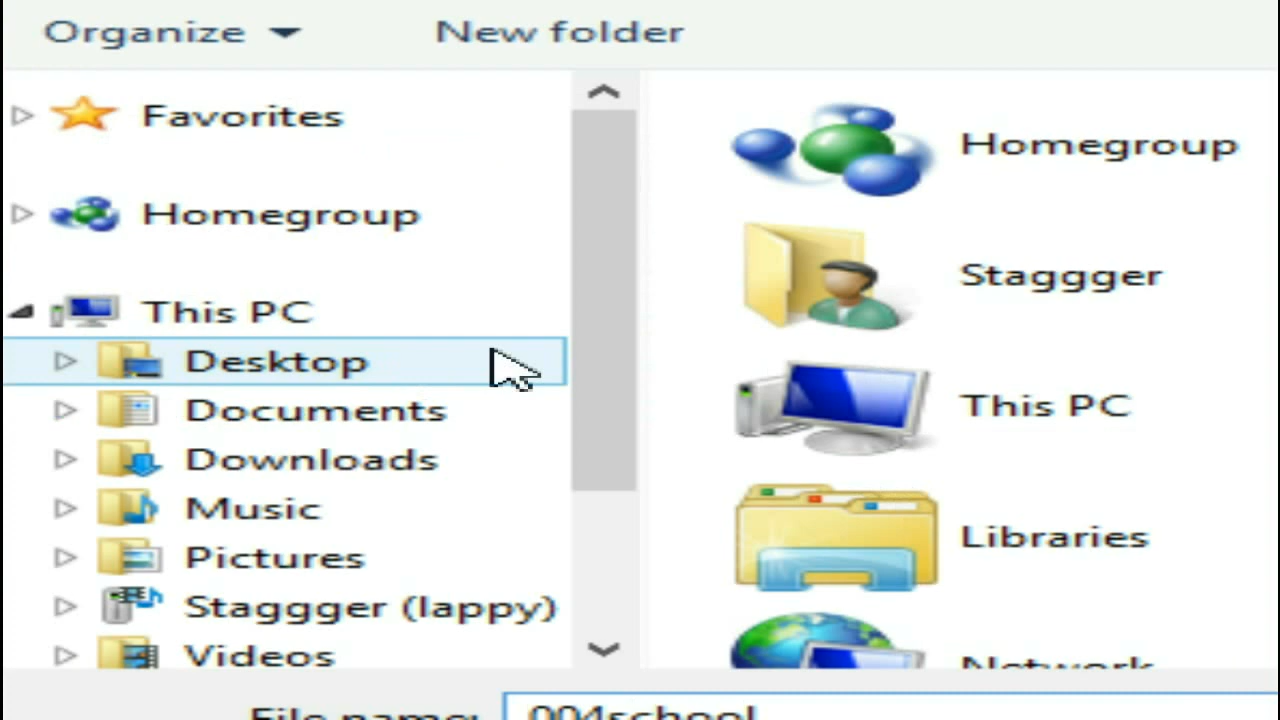 Organize New folder
Favorites
Homegroup
This PC
Desktop
Documents
Downloads
Music
Pictures
Staggger (lappy)
Videos
Homegroup
Staggger
This PC
Libraries
Network
File name: 004school